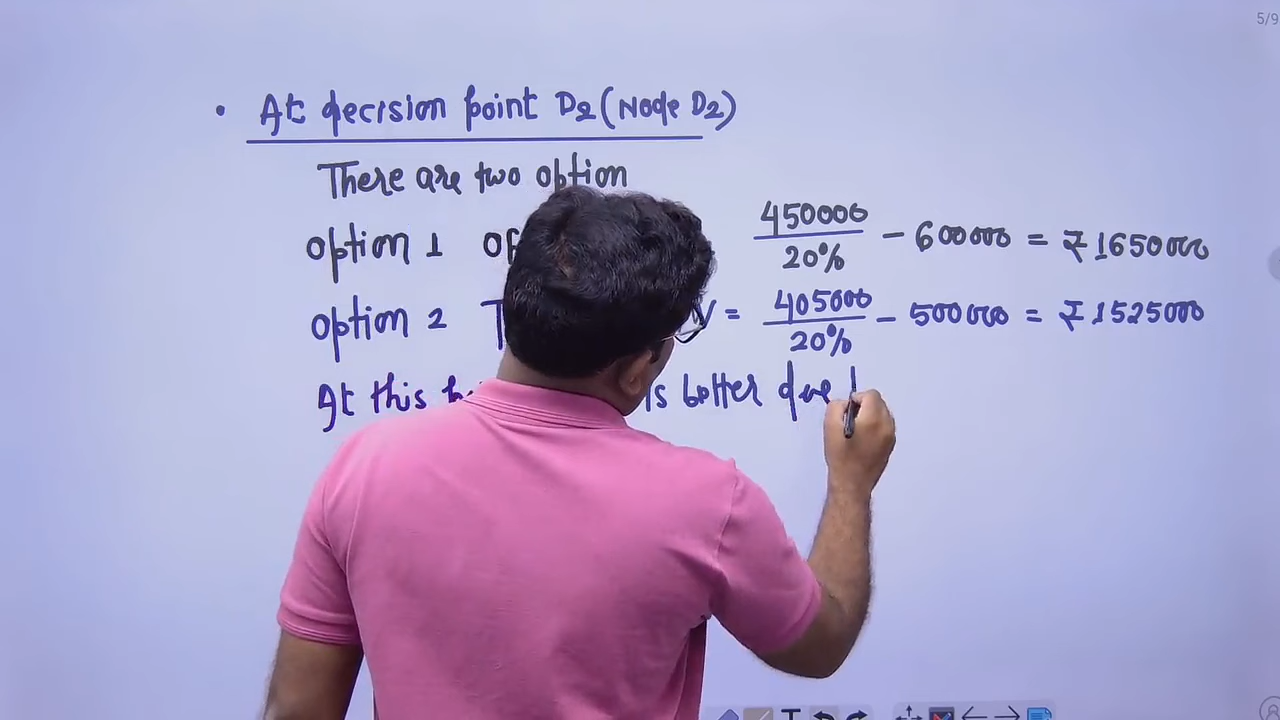 5/9
• At decision point D2 (Node D2)
There are two option
option 1 450000 / 20% – 600000 = ₹1650000
option 2 = 405000 / 20% – 500000 = ₹1525000
At this is better due